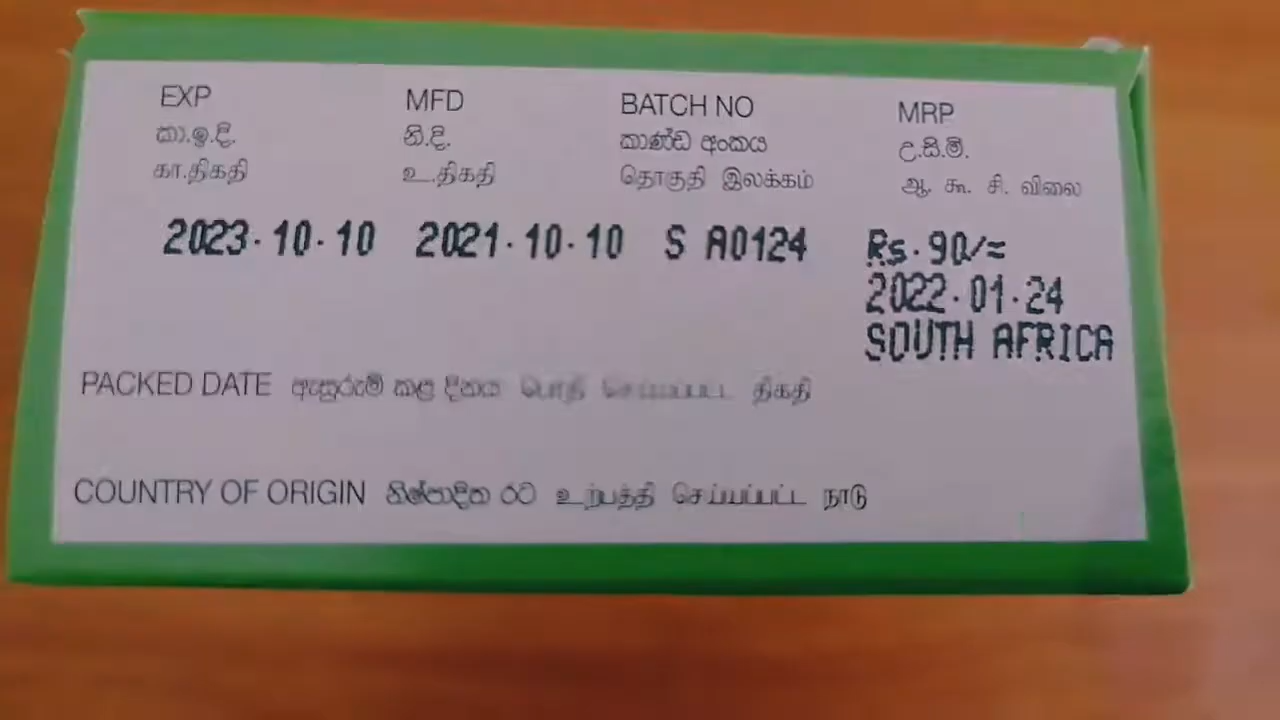 EXP MFD BATCH NO MRP
කා.ඉ.දි. නි.දි. කාණ්ඩ අංකය උ.සි.මි.
கா.திகதி உ.திகதி தொகுதி இலக்கம் ஆ. கூ. சி. விலை
2023.10.10 2021.10.10 S A0124 Rs.90/=
2022.01.24
SOUTH AFRICA
PACKED DATE ඇසුරුම් කළ දිනය பொதி செய்யப்பட்ட திகதி
COUNTRY OF ORIGIN නිෂ්පාදිත රට உற்பத்தி செய்யப்பட்ட நாடு